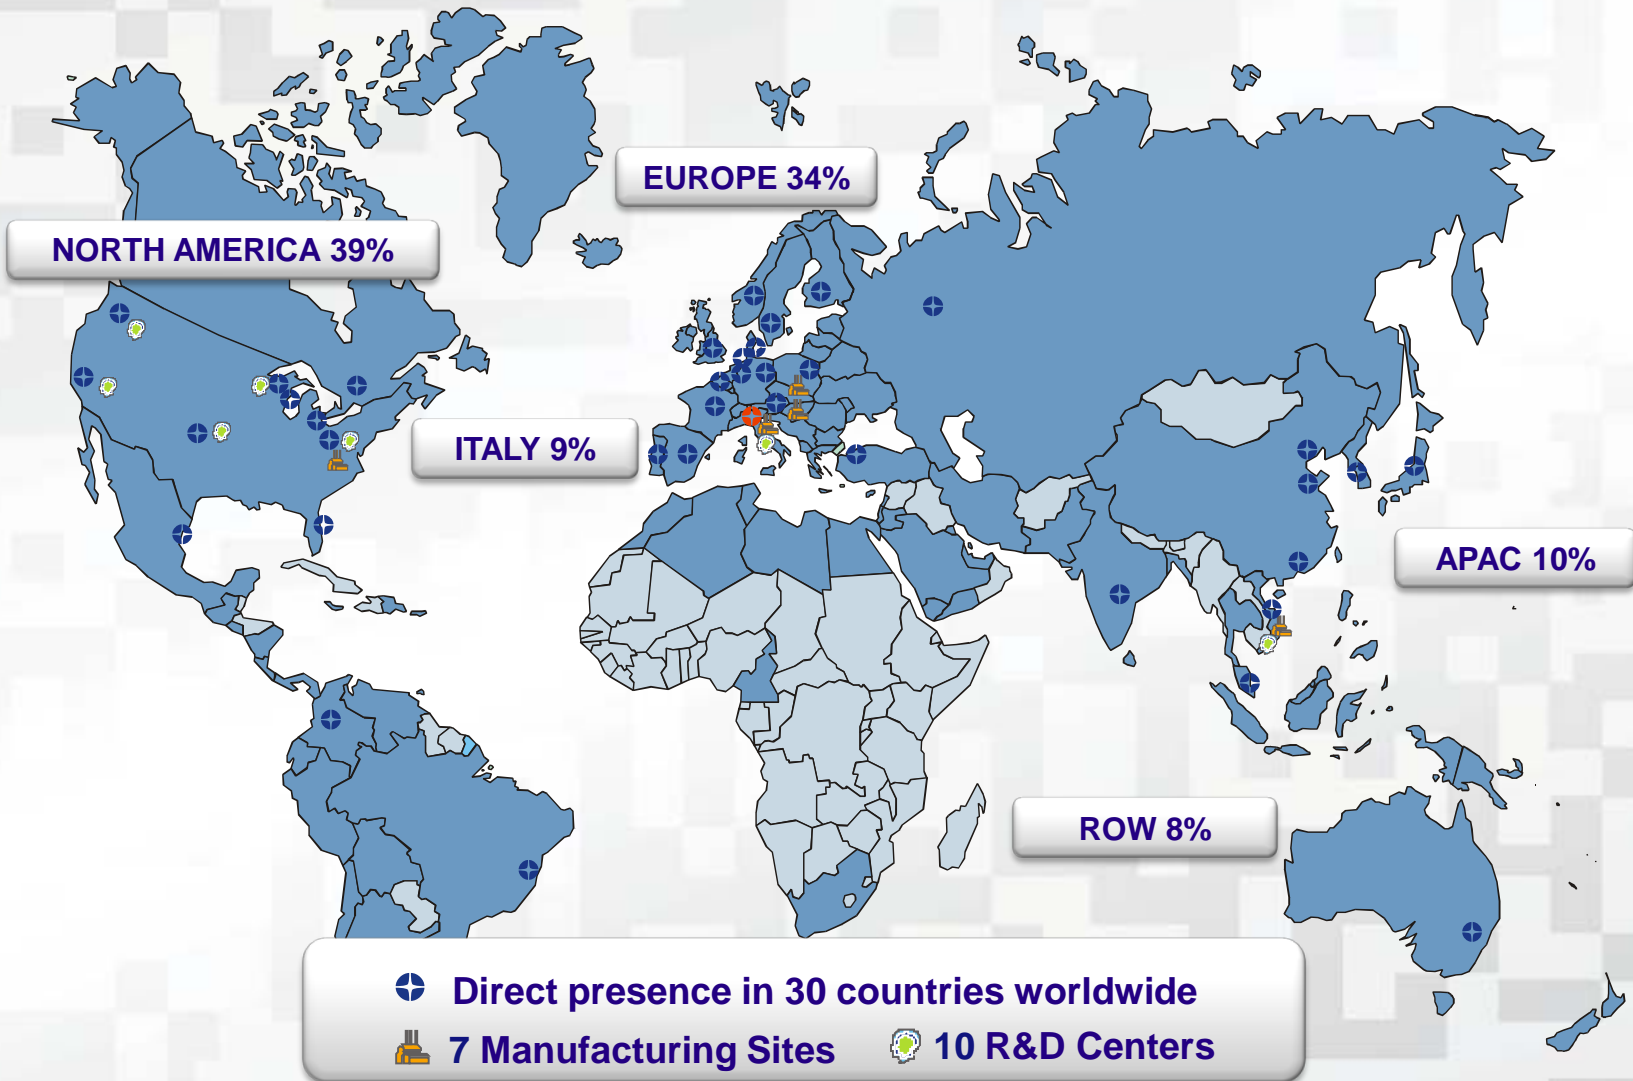 EUROPE 34%
NORTH AMERICA 39%
ITALY 9%
APAC 10%
ROW 8%
Direct presence in 30 countries worldwide
7 Manufacturing Sites
10 R&D Centers